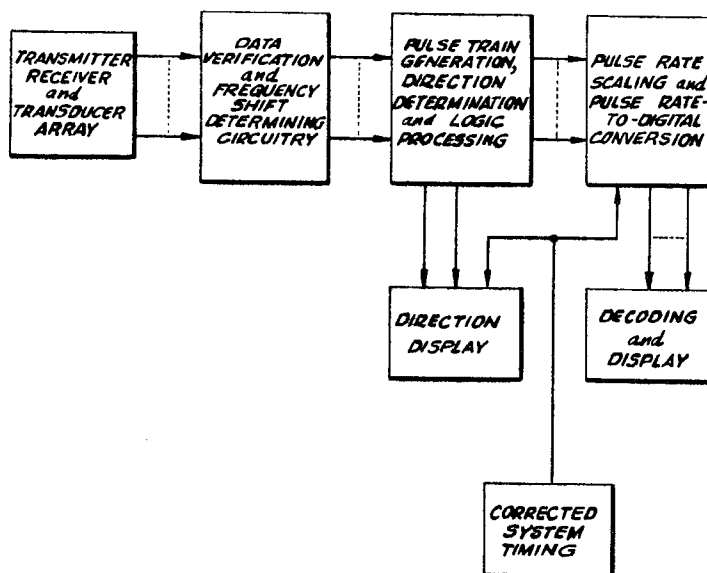 TRANSMITTER
RECEIVER
and
TRANSDUCER
ARRAY
DATA
VERIFICATION
and
FREQUENCY
SHIFT
DETERMINING
CIRCUITRY
PULSE TRAIN
GENERATION,
DIRECTION
DETERMINATION
and LOGIC
PROCESSING
PULSE RATE
SCALING and
PULSE RATE-
TO-DIGITAL
CONVERSION
DIRECTION
DISPLAY
DECODING
and
DISPLAY
CORRECTED
SYSTEM
TIMING